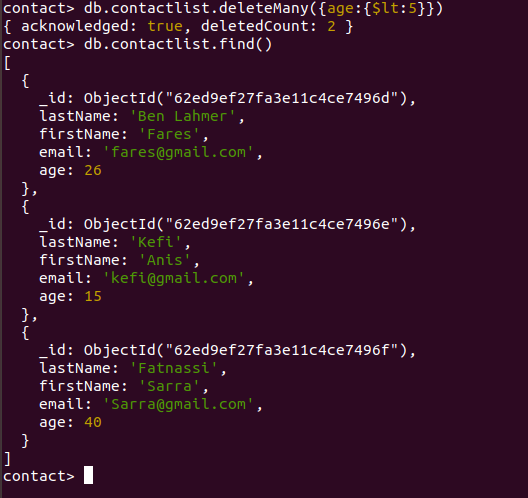 contact> db.contactlist.deleteMany({age:{$lt:5}})
{ acknowledged: true, deletedCount: 2 }
contact> db.contactlist.find()
[
  {
    _id: ObjectId("62ed9ef27fa3e11c4ce7496d"),
    lastName: 'Ben Lahmer',
    firstName: 'Fares',
    email: 'fares@gmail.com',
    age: 26
  },
  {
    _id: ObjectId("62ed9ef27fa3e11c4ce7496e"),
    lastName: 'Kefi',
    firstName: 'Anis',
    email: 'kefi@gmail.com',
    age: 15
  },
  {
    _id: ObjectId("62ed9ef27fa3e11c4ce7496f"),
    lastName: 'Fatnassi',
    firstName: 'Sarra',
    email: 'Sarra@gmail.com',
    age: 40
  }
]
contact>